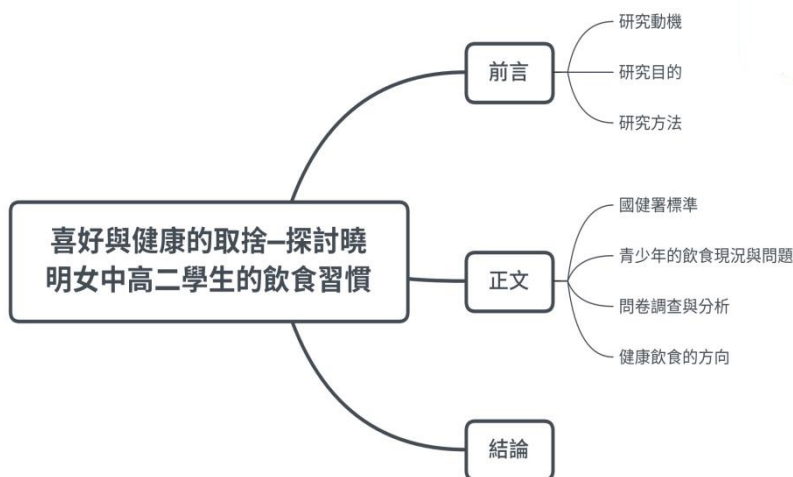 喜好與健康的取捨–探討曉
明女中高二學生的飲食習慣
前言
研究動機
研究目的
研究方法
正文
國健署標準
青少年的飲食現況與問題
問卷調查與分析
健康飲食的方向
結論